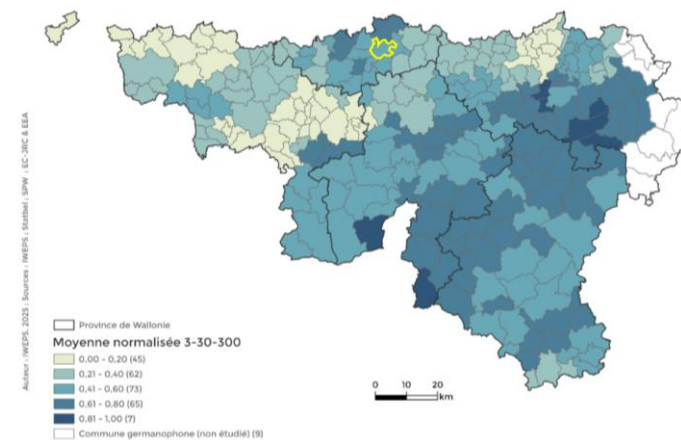 Auteur : IWEPS, 2025 ; Sources : IWEPS ; Statbel ; SPW ; EC-JRC & EEA
Province de Wallonie
Moyenne normalisée 3-30-300
0,00 - 0,20 (45)
0,21 - 0,40 (62)
0,41 - 0,60 (73)
0,61 - 0,80 (65)
0,81 - 1,00 (7)
Commune germanophone (non étudié) (9)
0 10 20
km